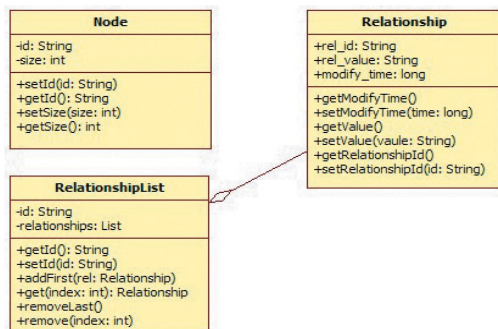 Node
-id: String
-size: int
+setId(id: String)
+getId(): String
+setSize(size: int)
+getSize(): int
Relationship
+rel_id: String
+rel_value: String
+modify_time: long
+getModifyTime()
+setModifyTime(time: long)
+getValue()
+setValue(vaule: String)
+getRelationshipId()
+setRelationshipId(id: String)
RelationshipList
-id: String
-relationships: List
+getId(): String
+setId(id: String)
+addFirst(rel: Relationship)
+get(index: int): Relationship
+removeLast()
+remove(index: int)